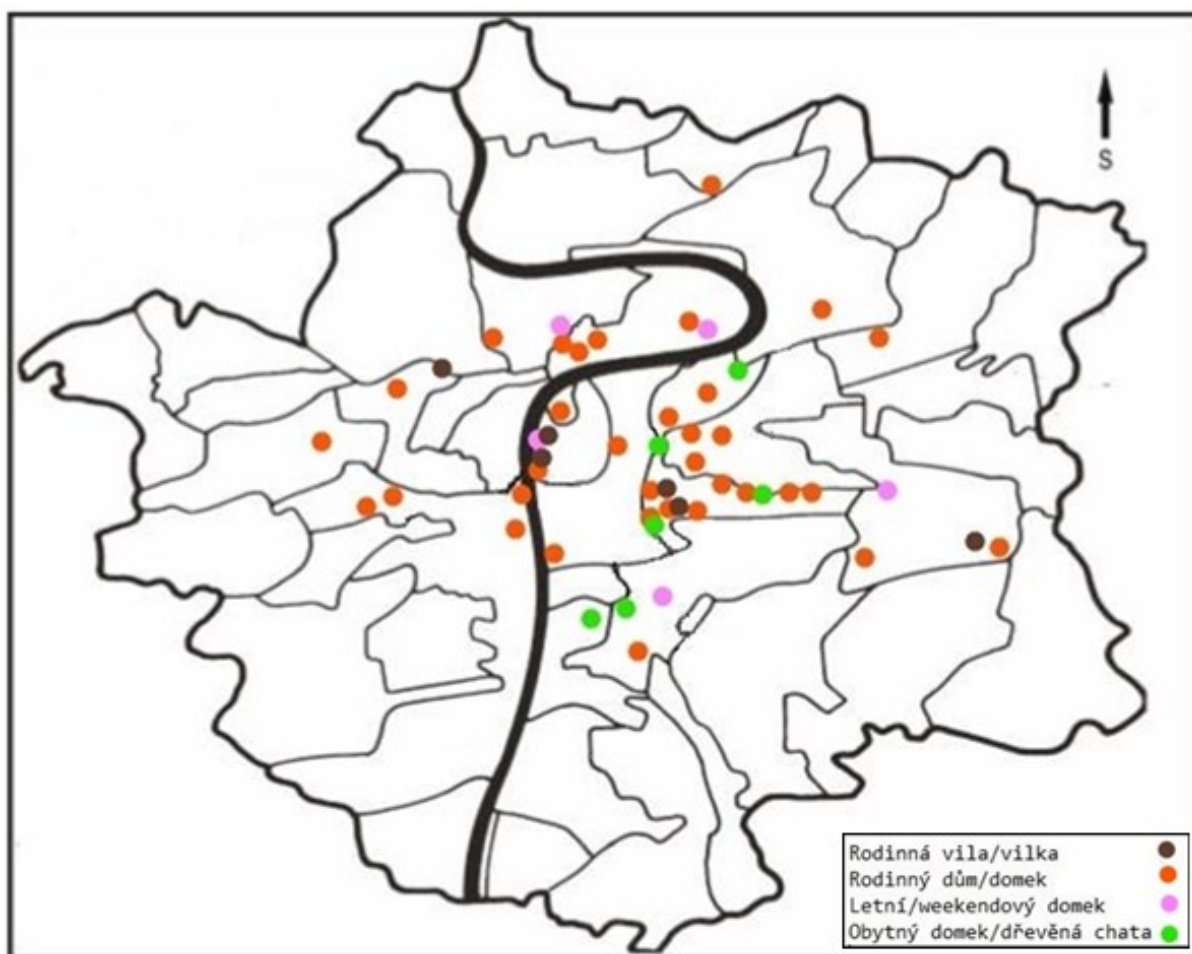 S
Rodinná vila/vilka
Rodinný dům/domek
Letní/weekendový domek
Obytný domek/dřevěná chata